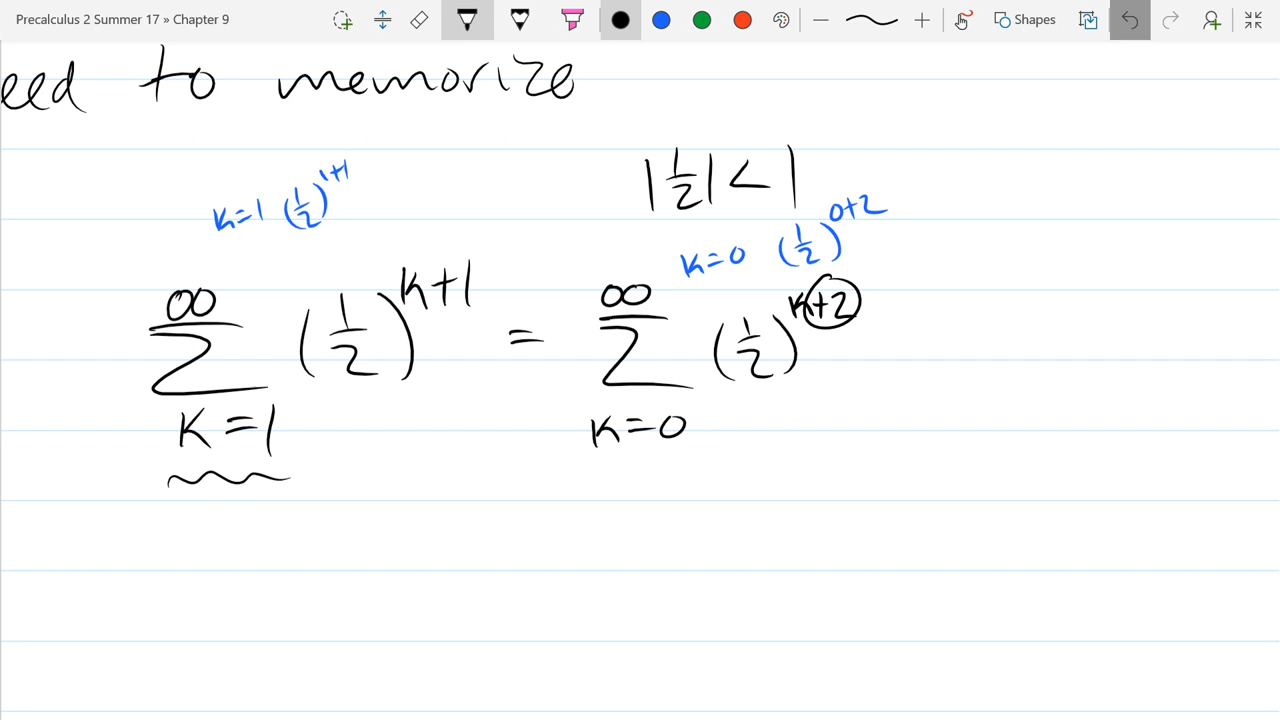 Precalculus 2 Summer 17 » Chapter 9
Shapes
eed to memorize
|1/2| < 1
k=1 (1/2)^1+1
k=0 (1/2)^0+2
∞ ∑ k=1 (1/2)^k+1 = ∞ ∑ k=0 (1/2)^k+2